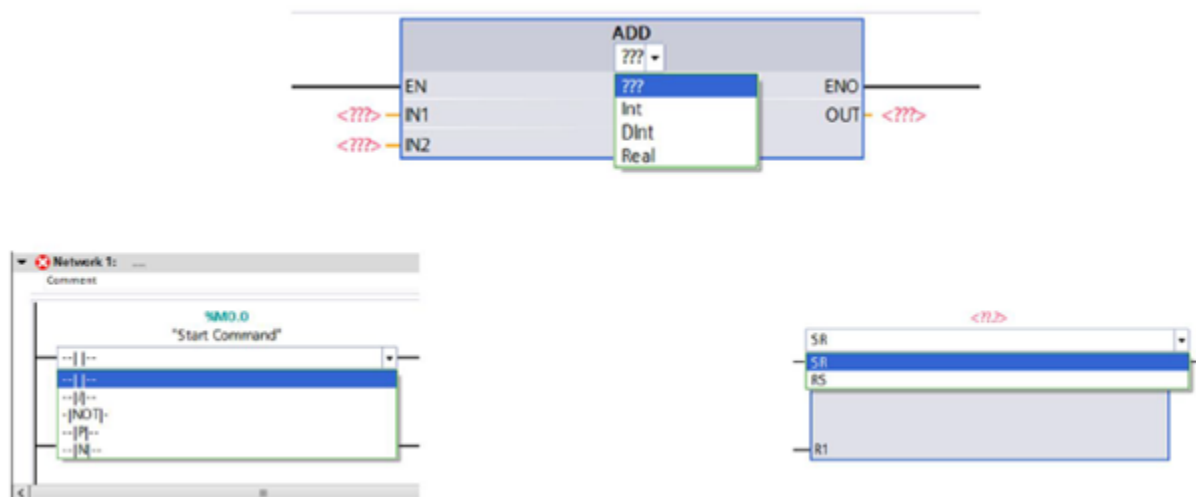 ADD
???
EN ??? ENO
<???> IN1 Int OUT <???>
<???> IN2 DInt
Real
Network 1: ....
Comment
%M0.0
"Start Command"
--| |--
--| |--
--|/|--
-|NOT|-
--|P|--
--|N|--
<??.?>
SR
SR
RS
R1